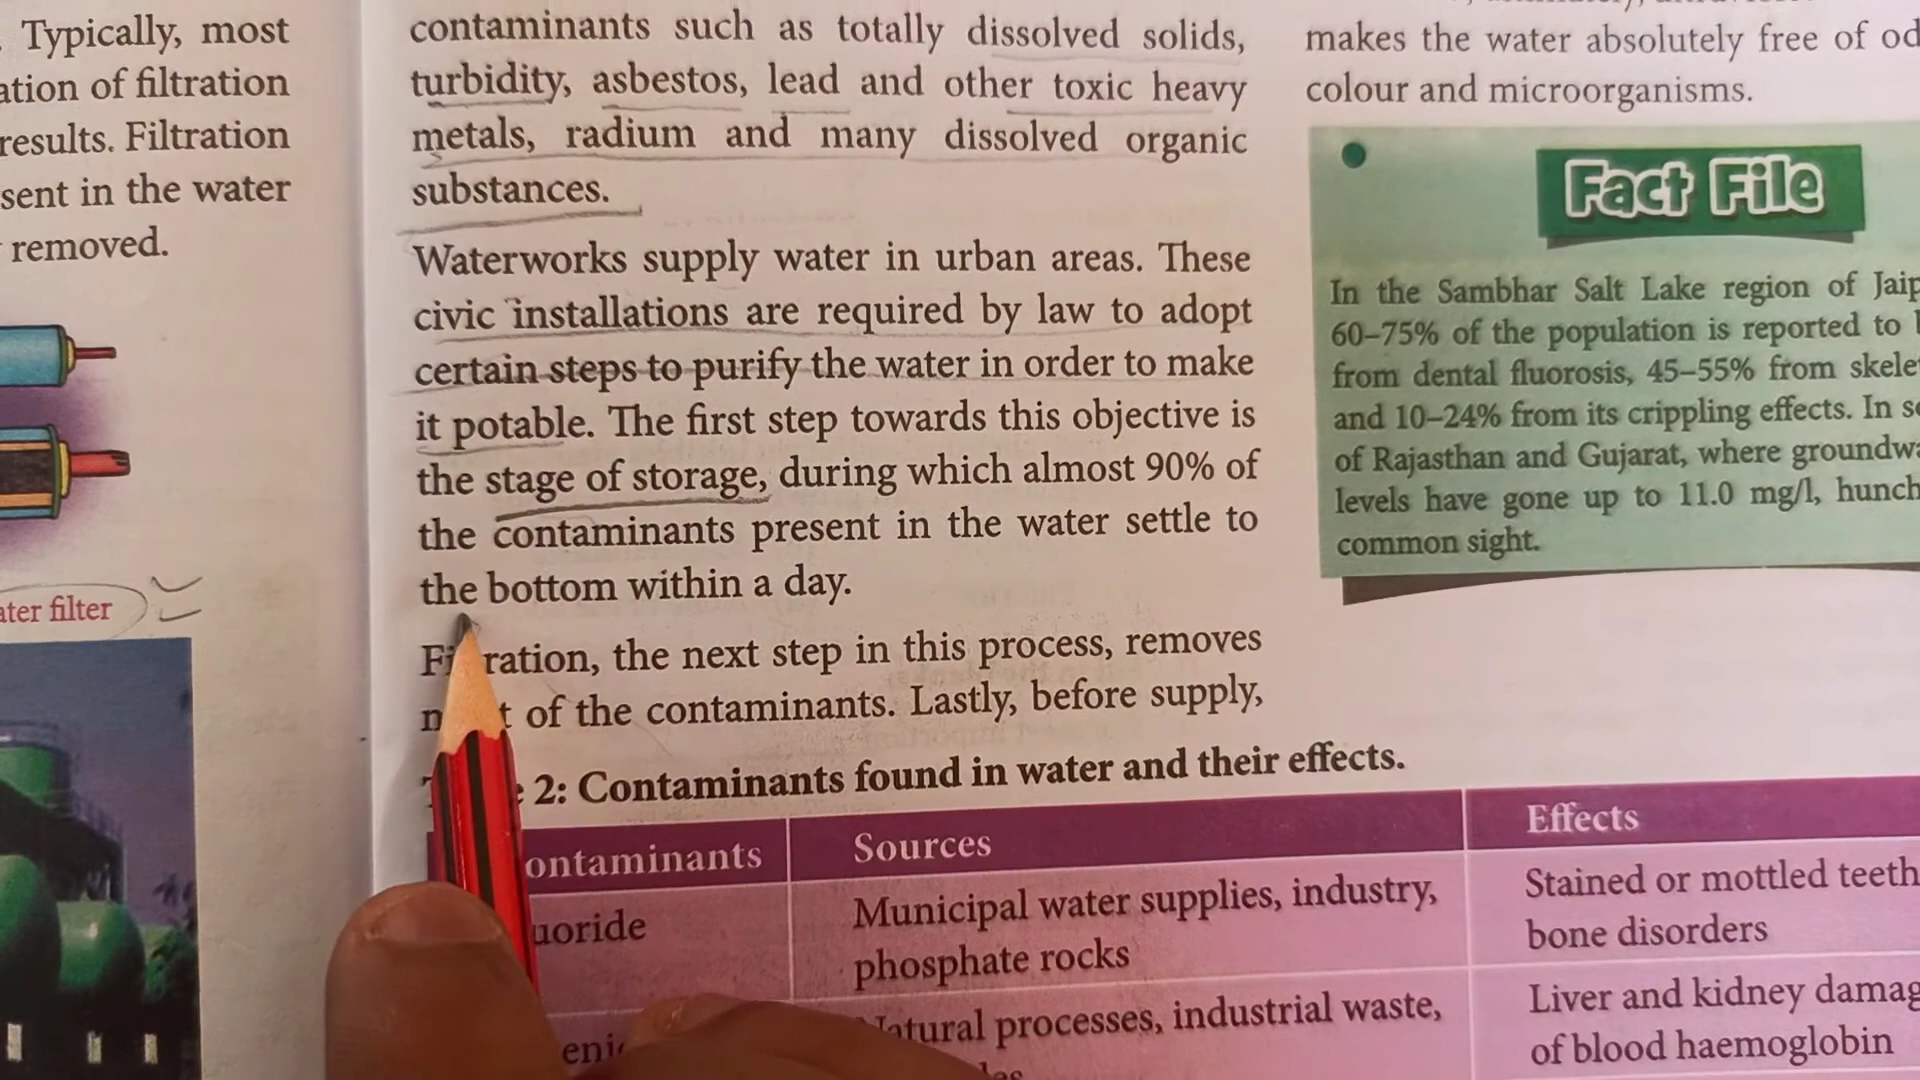 Typically, most
ation of filtration
results. Filtration
sent in the water
removed.
ater filter
contaminants such as totally dissolved solids,
turbidity, asbestos, lead and other toxic heavy
metals, radium and many dissolved organic
substances.
Waterworks supply water in urban areas. These
civic installations are required by law to adopt
certain steps to purify the water in order to make
it potable. The first step towards this objective is
the stage of storage, during which almost 90% of
the contaminants present in the water settle to
the bottom within a day.
ration, the next step in this process, removes
of the contaminants. Lastly, before supply,
makes the water absolutely free of od
colour and microorganisms.
Fact File
In the Sambhar Salt Lake region of Jaip
60–75% of the population is reported to
from dental fluorosis, 45–55% from skele
and 10–24% from its crippling effects. In so
of Rajasthan and Gujarat, where groundwa
levels have gone up to 11.0 mg/l, hunch
common sight.
2: Contaminants found in water and their effects.
ontaminants Sources Effects
uoride Municipal water supplies, industry, Stained or mottled teeth
phosphate rocks bone disorders
eni Natural processes, industrial waste, Liver and kidney damag
of blood haemoglobin